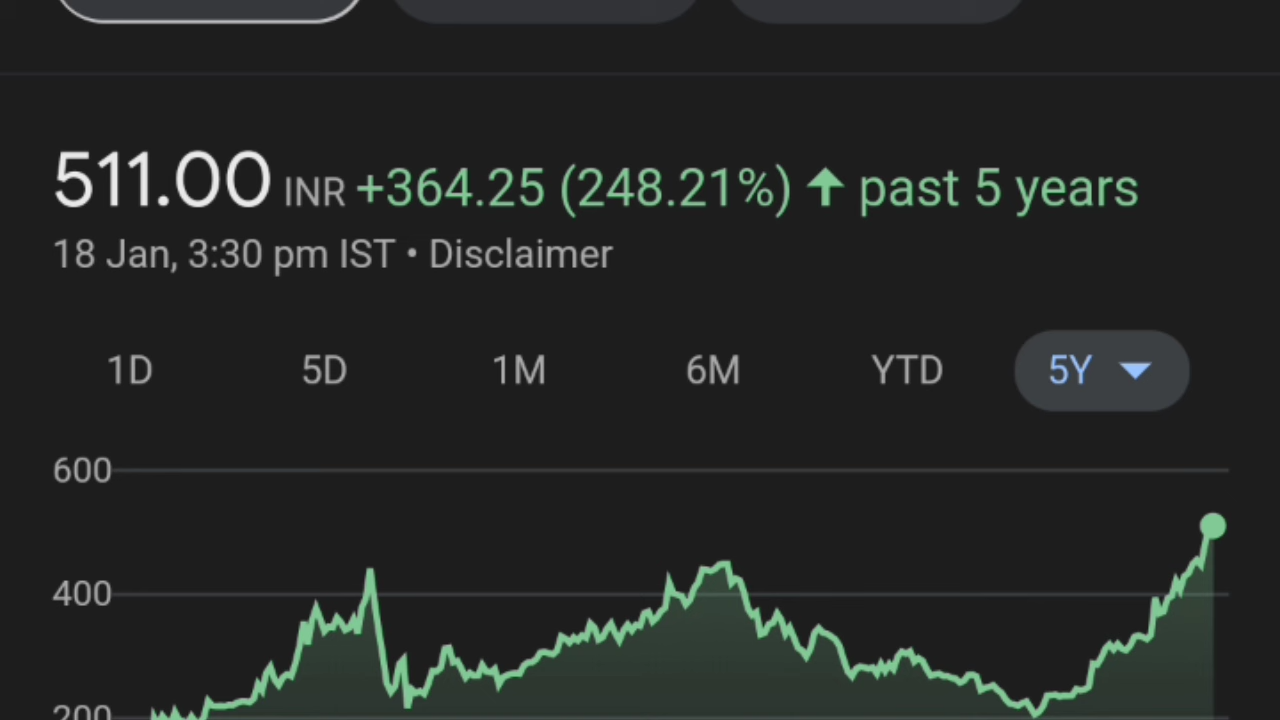 511.00 INR +364.25 (248.21%) ↑ past 5 years
18 Jan, 3:30 pm IST • Disclaimer
1D 5D 1M 6M YTD 5Y
600
400
200